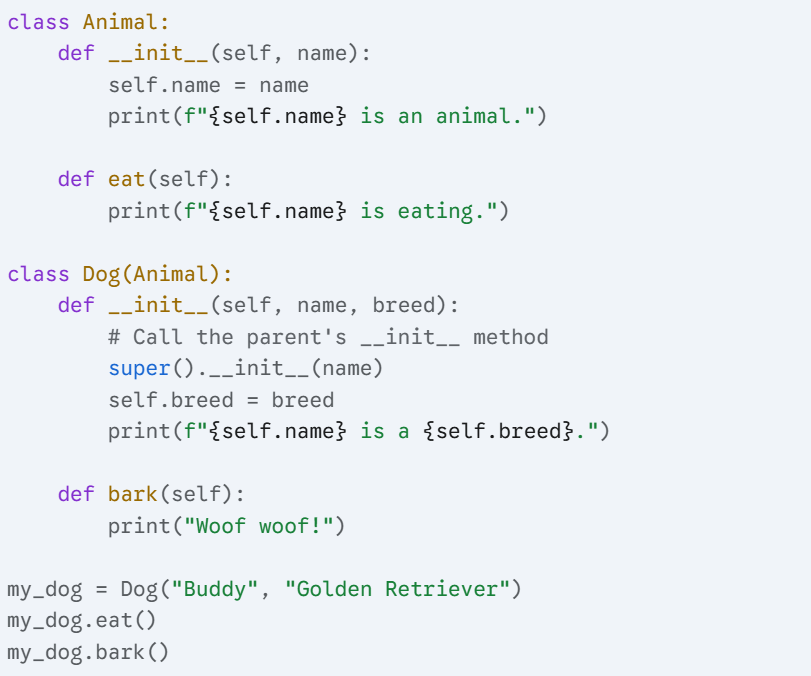 class Animal:
    def __init__(self, name):
        self.name = name
        print(f"{self.name} is an animal.")

    def eat(self):
        print(f"{self.name} is eating.")

class Dog(Animal):
    def __init__(self, name, breed):
        # Call the parent's __init__ method
        super().__init__(name)
        self.breed = breed
        print(f"{self.name} is a {self.breed}.")

    def bark(self):
        print("Woof woof!")

my_dog = Dog("Buddy", "Golden Retriever")
my_dog.eat()
my_dog.bark()